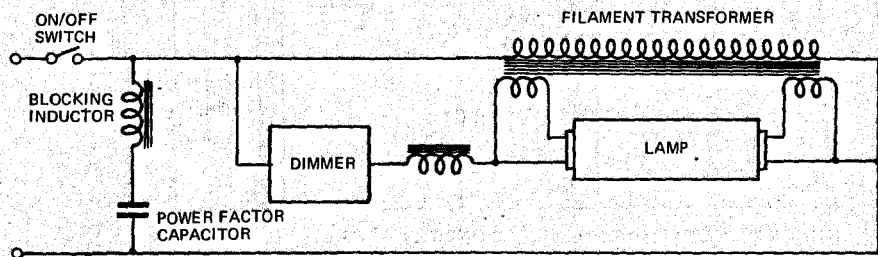 ON/OFF
SWITCH
FILAMENT TRANSFORMER
BLOCKING
INDUCTOR
DIMMER
LAMP
POWER FACTOR
CAPACITOR